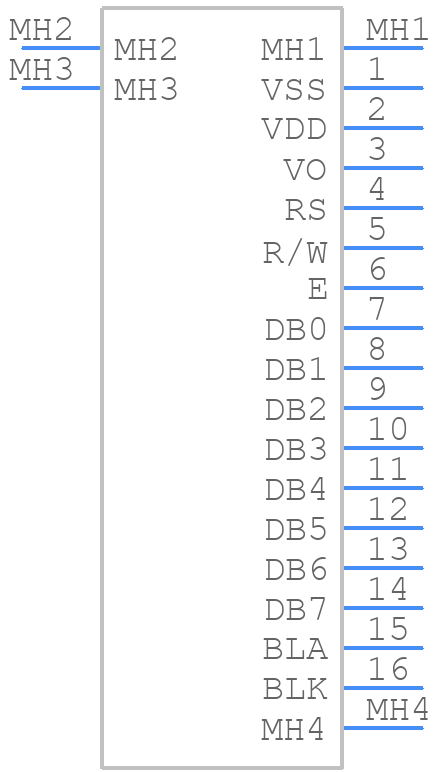 MH2
MH3
MH2
MH3
MH1
VSS
VDD
VO
RS
R/W
E
DB0
DB1
DB2
DB3
DB4
DB5
DB6
DB7
BLA
BLK
MH4
MH1
1
2
3
4
5
6
7
8
9
10
11
12
13
14
15
16
MH4